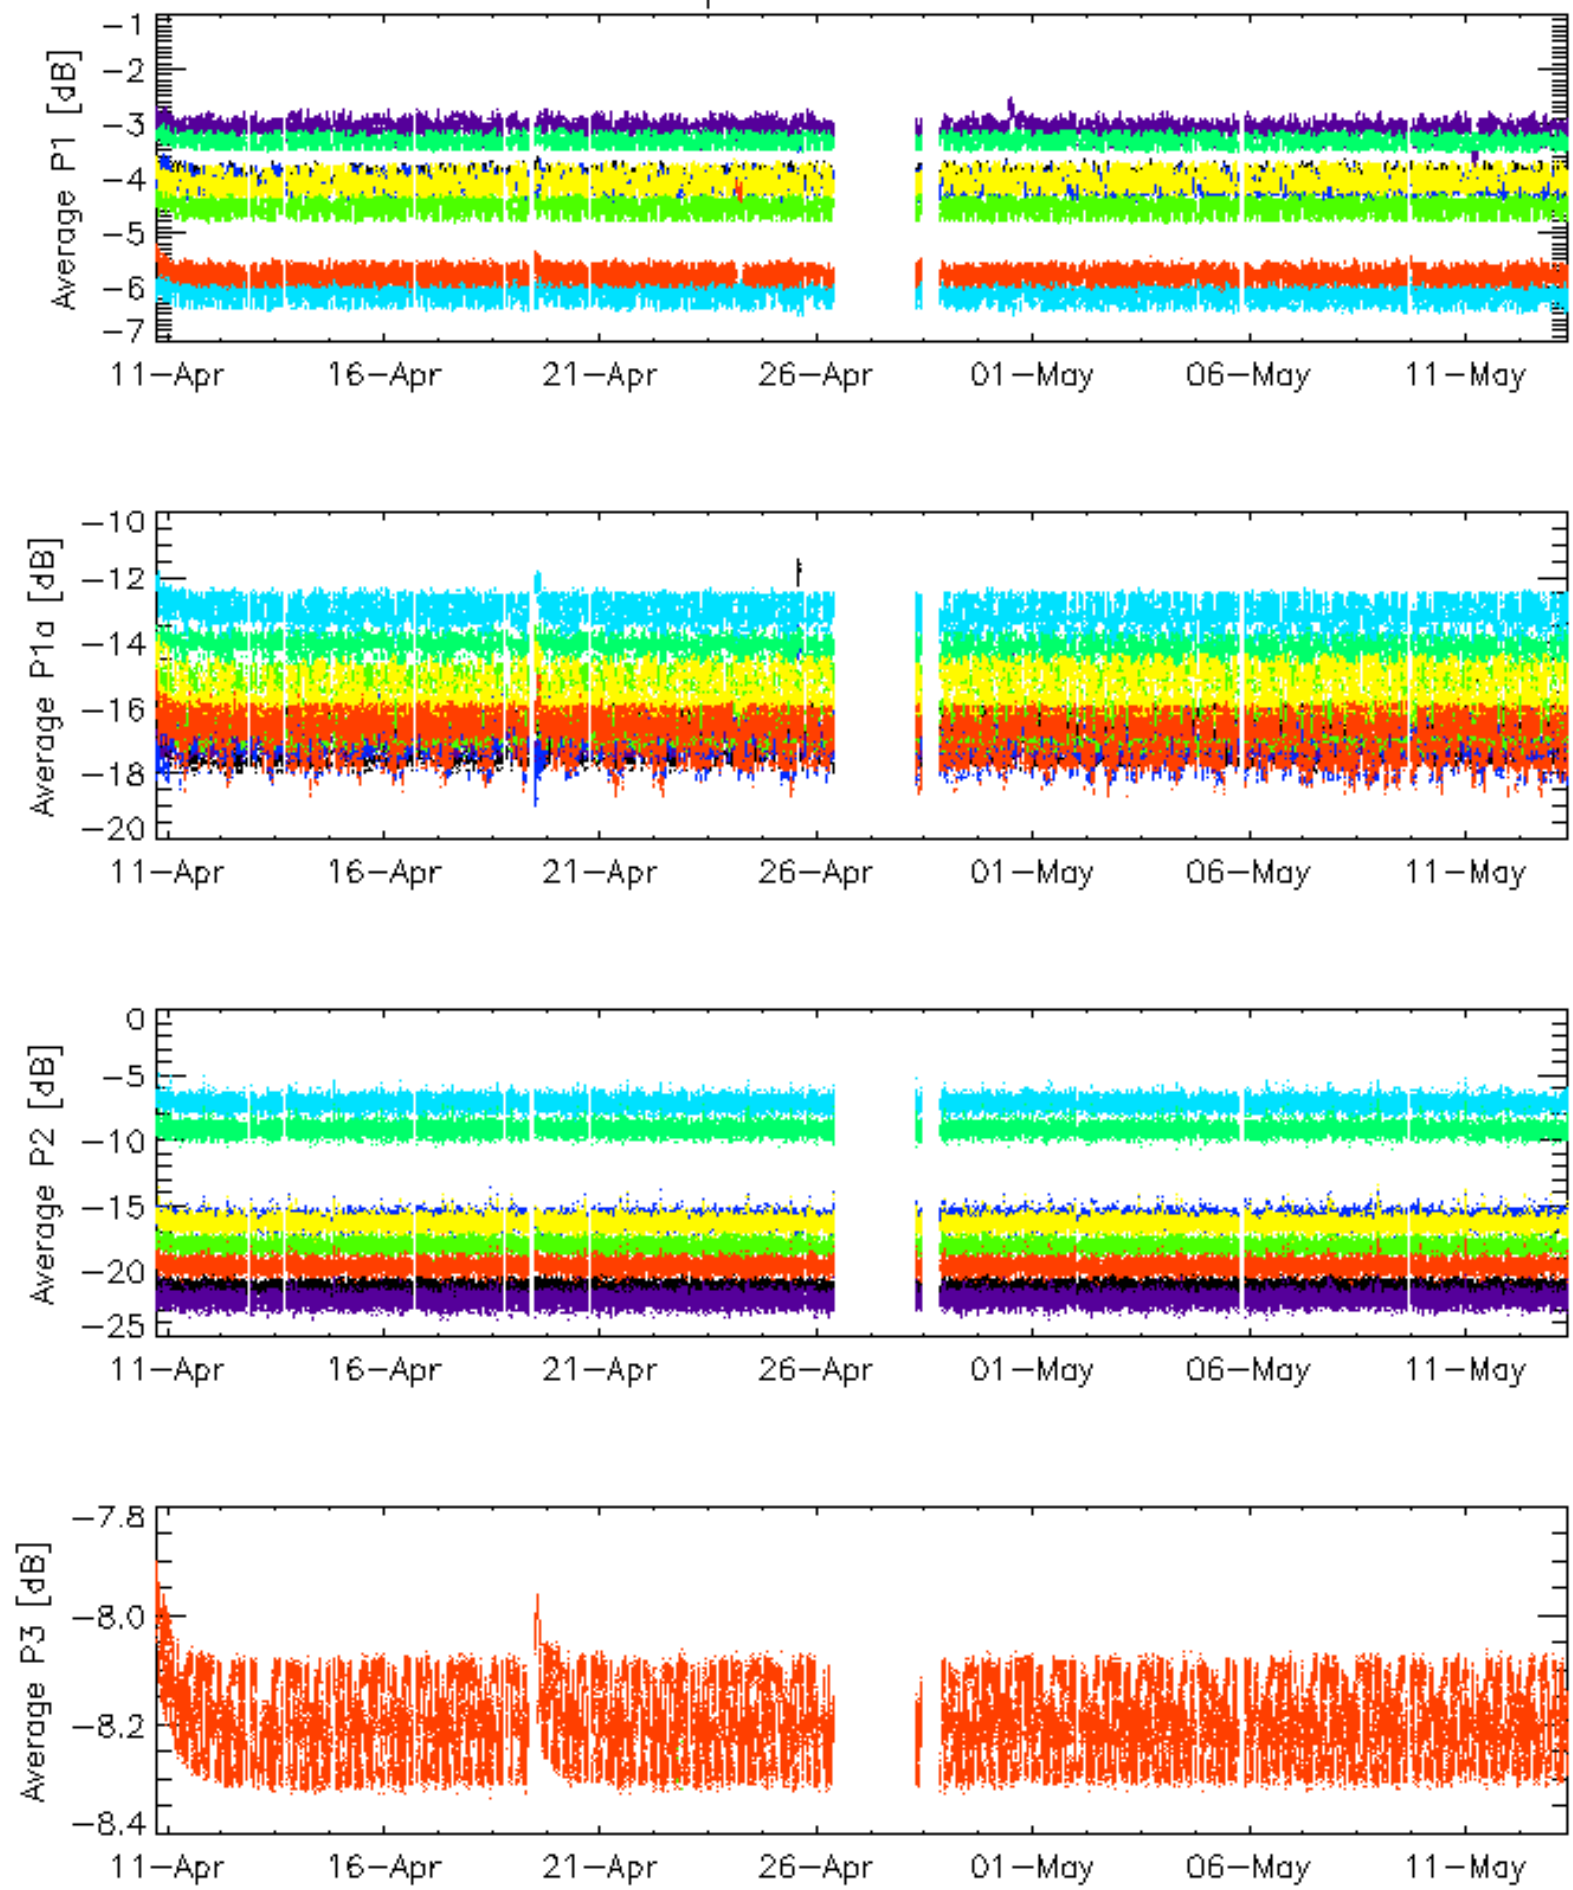 Average P1 [dB]
−1
−2
−3
−4
−5
−6
−7
11−Apr 16−Apr 21−Apr 26−Apr 01−May 06−May 11−May
Average P1a [dB]
−10
−12
−14
−16
−18
−20
11−Apr 16−Apr 21−Apr 26−Apr 01−May 06−May 11−May
Average P2 [dB]
0
−5
−10
−15
−20
−25
11−Apr 16−Apr 21−Apr 26−Apr 01−May 06−May 11−May
Average P3 [dB]
−7.8
−8.0
−8.2
−8.4
11−Apr 16−Apr 21−Apr 26−Apr 01−May 06−May 11−May